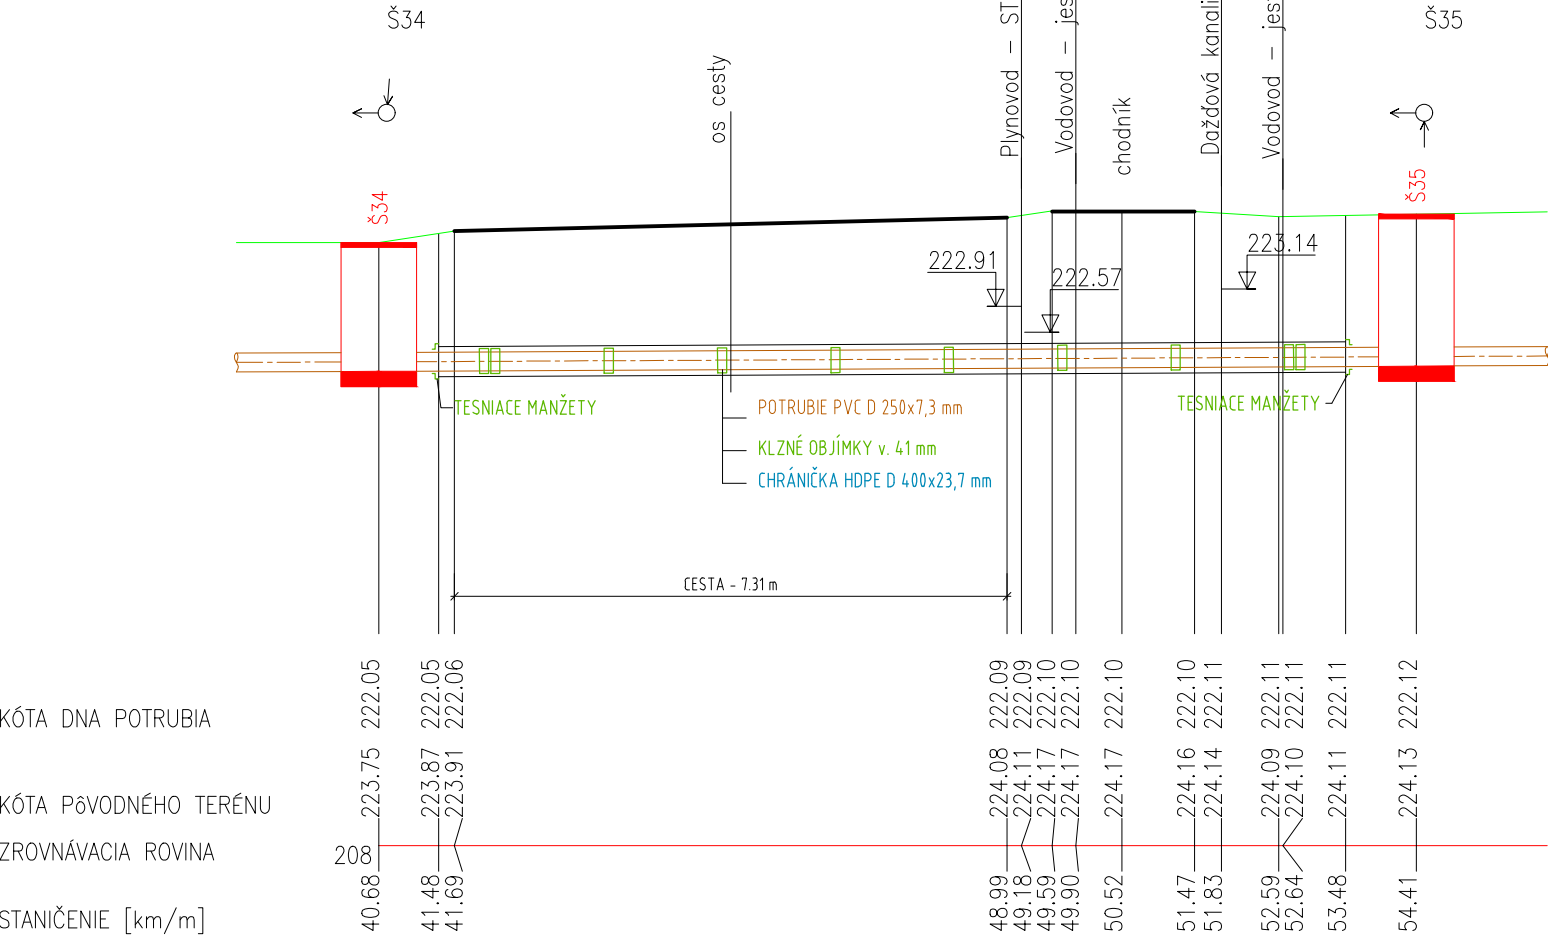 Š34
Š35
os cesty
Plynovod - ST
Vodovod - jes
chodník
Dažďová kanali
Vodovod - jes
Š34
Š35
222.91
222.57
223.14
TESNIACE MANŽETY
TESNIACE MANŽETY
POTRUBIE PVC D 250x7,3 mm
KLZNÉ OBJÍMKY v. 41 mm
CHRÁNIČKA HDPE D 400x23,7 mm
CESTA - 7.31 m
KÓTA DNA POTRUBIA 222.05 222.05 222.06 222.09 222.09 222.10 222.10 222.10 222.10 222.11 222.11 222.11 222.11 222.12
KÓTA PôVODNÉHO TERÉNU 223.75 223.87 223.91 224.08 224.11 224.17 224.17 224.17 224.16 224.14 224.09 224.10 224.11 224.13
ZROVNÁVACIA ROVINA 208
STANIČENIE [km/m] 40.68 41.48 41.69 48.99 49.18 49.59 49.90 50.52 51.47 51.83 52.59 52.64 53.48 54.41